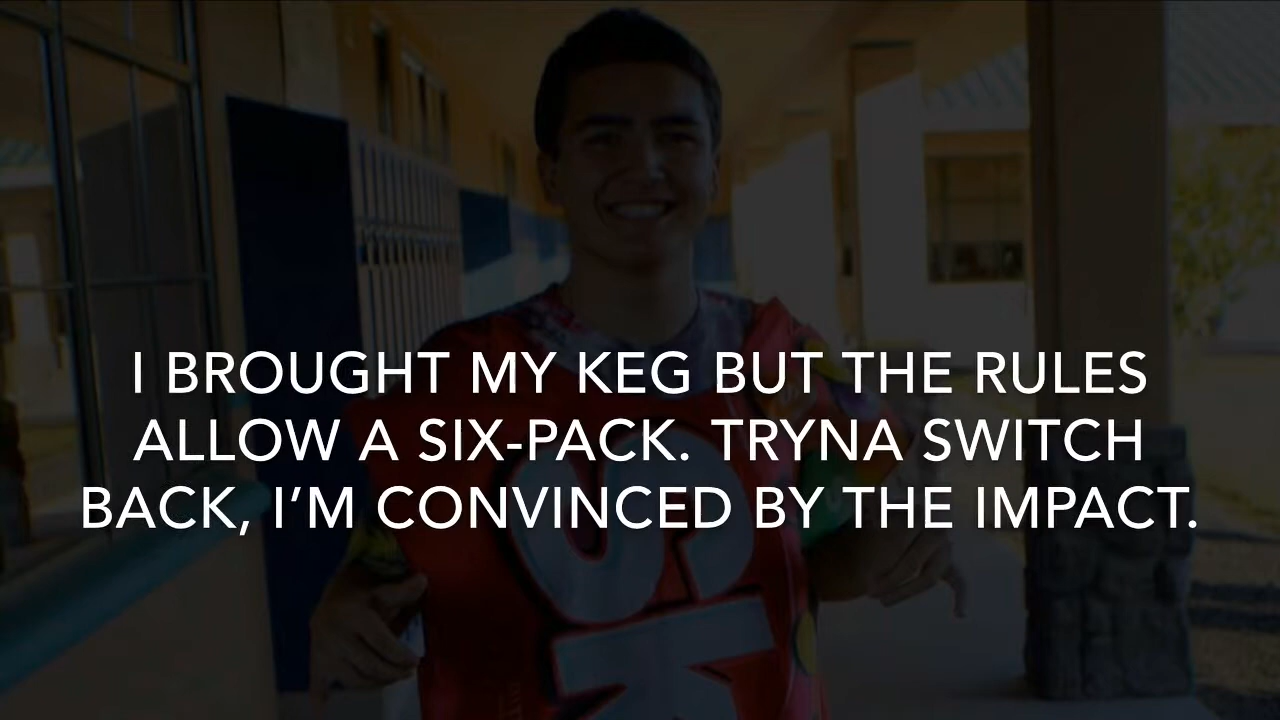 I BROUGHT MY KEG BUT THE RULES
ALLOW A SIX-PACK. TRYNA SWITCH
BACK, I’M CONVINCED BY THE IMPACT.